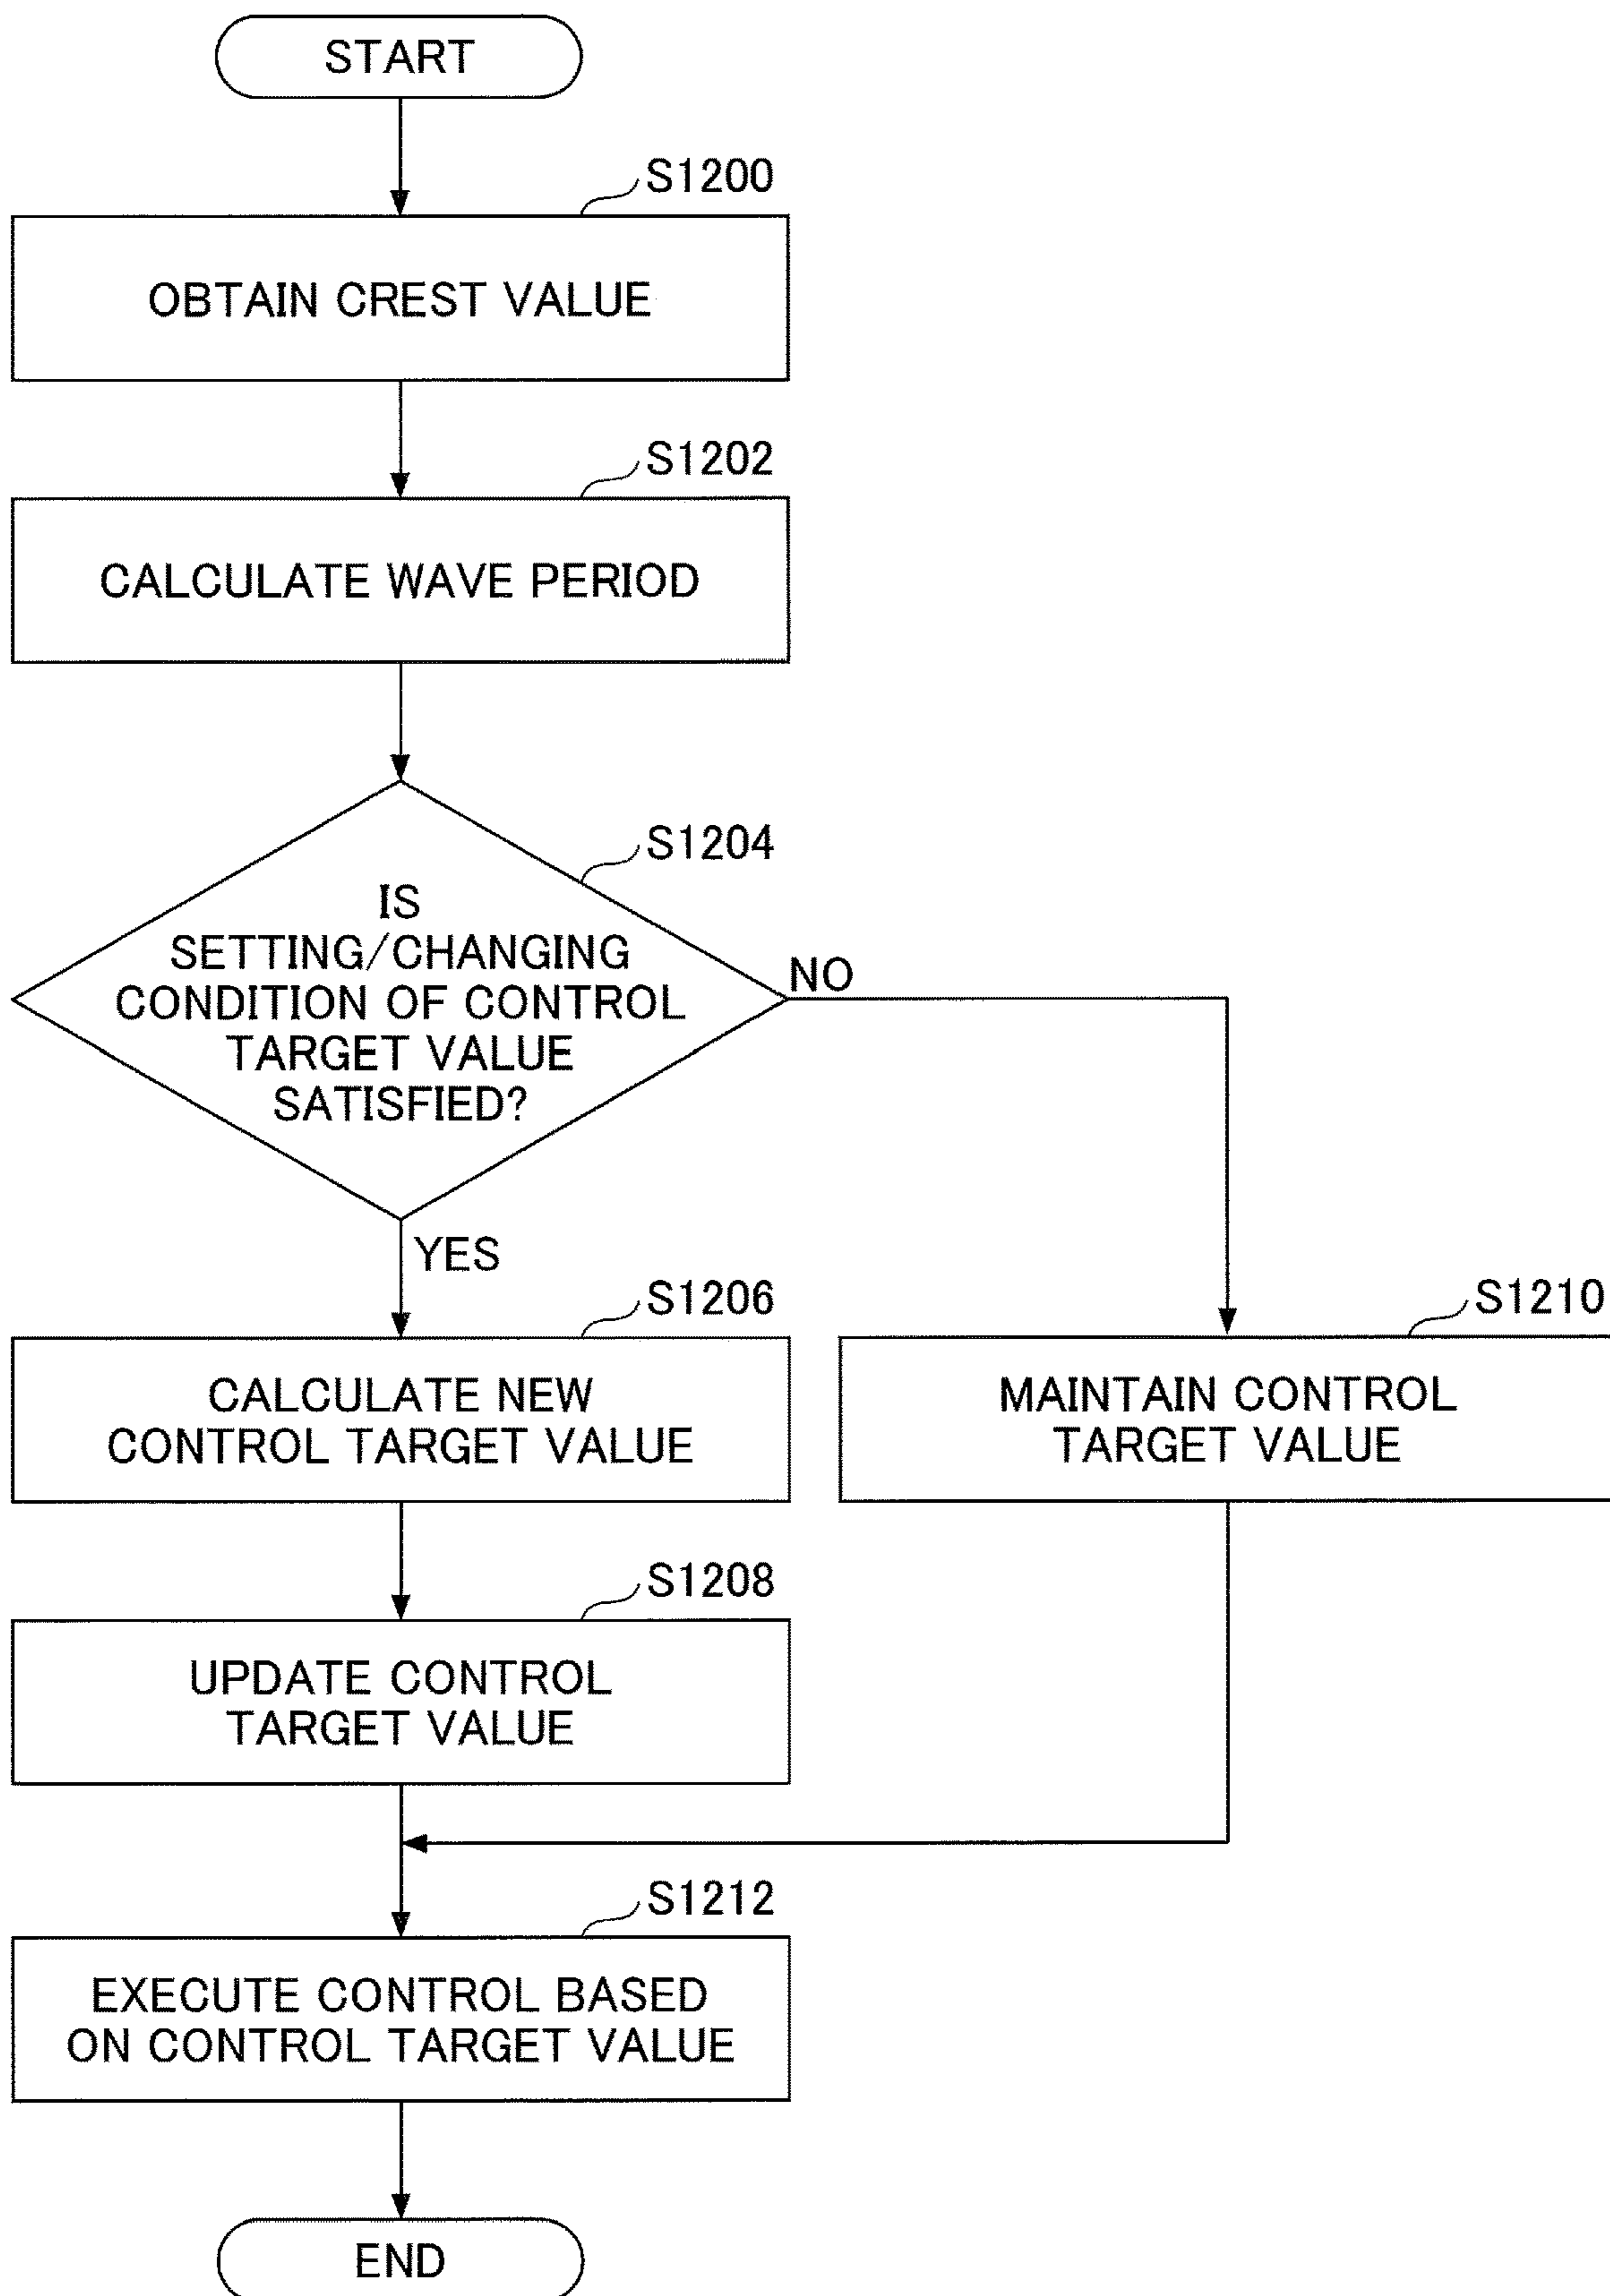 START
S1200
OBTAIN CREST VALUE
S1202
CALCULATE WAVE PERIOD
S1204
IS
SETTING/CHANGING
CONDITION OF CONTROL
TARGET VALUE
SATISFIED?
NO
YES
S1206
CALCULATE NEW
CONTROL TARGET VALUE
S1210
MAINTAIN CONTROL
TARGET VALUE
S1208
UPDATE CONTROL
TARGET VALUE
S1212
EXECUTE CONTROL BASED
ON CONTROL TARGET VALUE
END